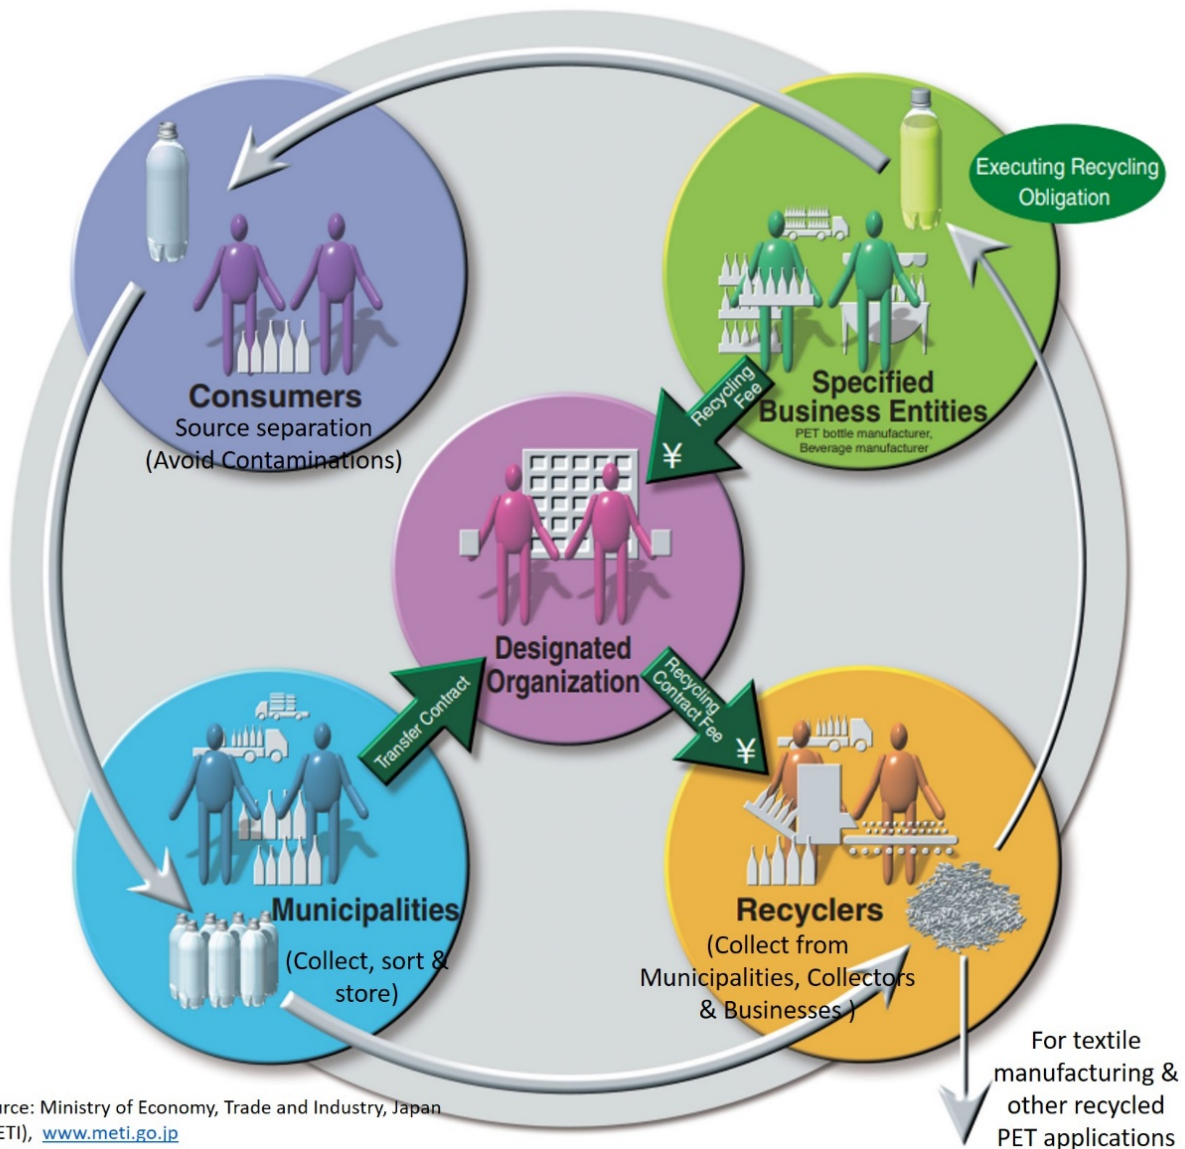 Executing Recycling
Obligation
Consumers
Source separation
(Avoid Contaminations)
Specified
Business Entities
PET bottle manufacturer,
Beverage manufacturer
Recycling
Fee
¥
Designated
Organization
Transfer Contract
Recycling
Contract Fee
¥
Municipalities
(Collect, sort &
store)
Recyclers
(Collect from
Municipalities, Collectors
& Businesses )
For textile
manufacturing &
other recycled
PET applications
urce: Ministry of Economy, Trade and Industry, Japan
ETI), www.meti.go.jp